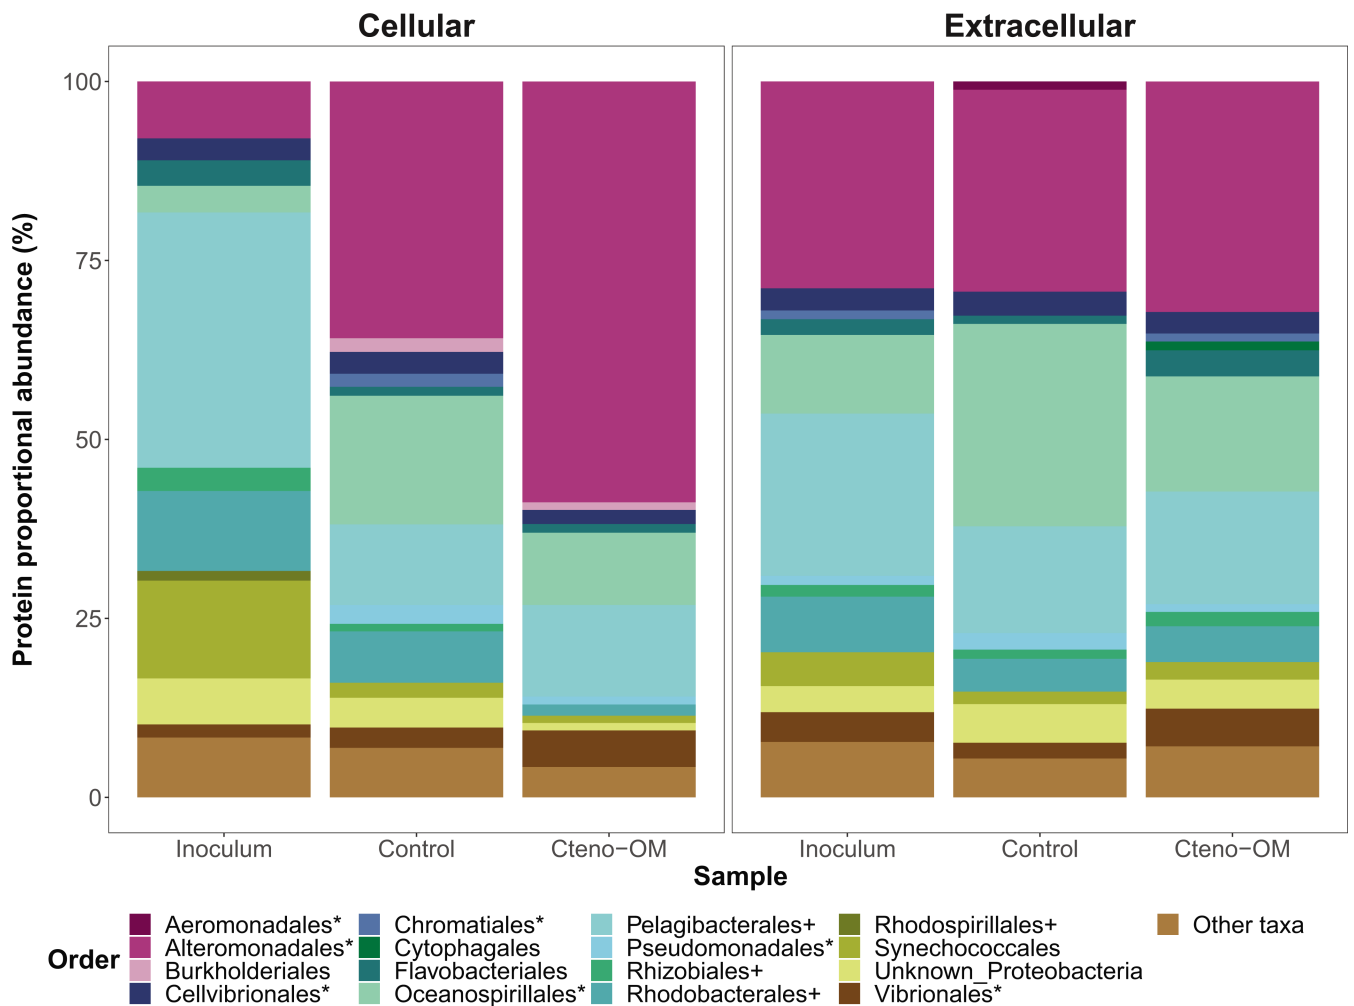 Cellular
Extracellular
Protein proportional abundance (%)
100
75
50
25
0
Inoculum
Control
Cteno−OM
Inoculum
Control
Cteno−OM
Sample
Order
Aeromonadales*
Alteromonadales*
Burkholderiales
Cellvibrionales*
Chromatiales*
Cytophagales
Flavobacteriales
Oceanospirillales*
Pelagibacterales+
Pseudomonadales*
Rhizobiales+
Rhodobacterales+
Rhodospirillales+
Synechococcales
Unknown_Proteobacteria
Vibrionales*
Other taxa